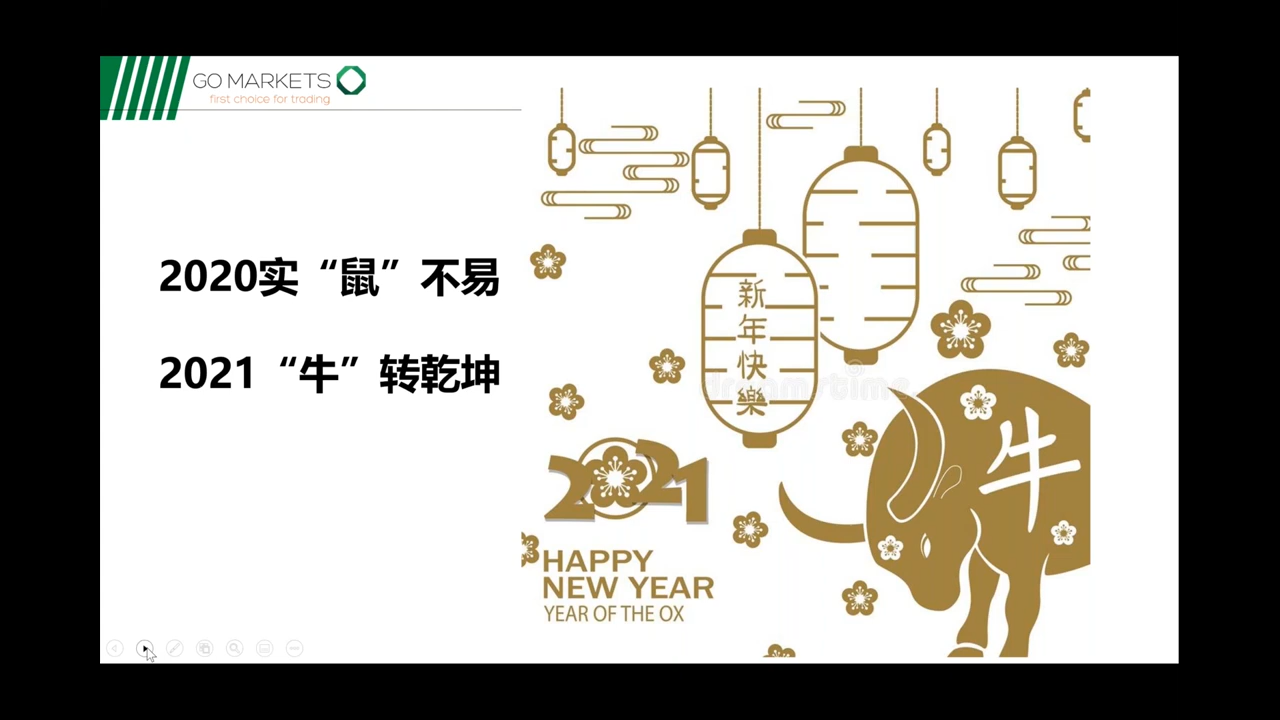 GO MARKETS
first choice for trading
2020实“鼠”不易
2021“牛”转乾坤
新
年
快
樂
dreamstime
牛
2021
HAPPY
NEW YEAR
YEAR OF THE OX